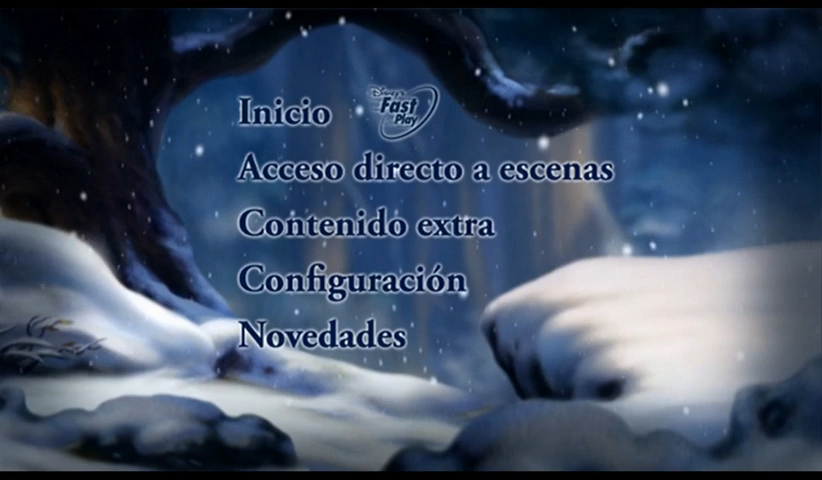 Inicio
Disney's
Fast
Play
Acceso directo a escenas
Contenido extra
Configuración
Novedades